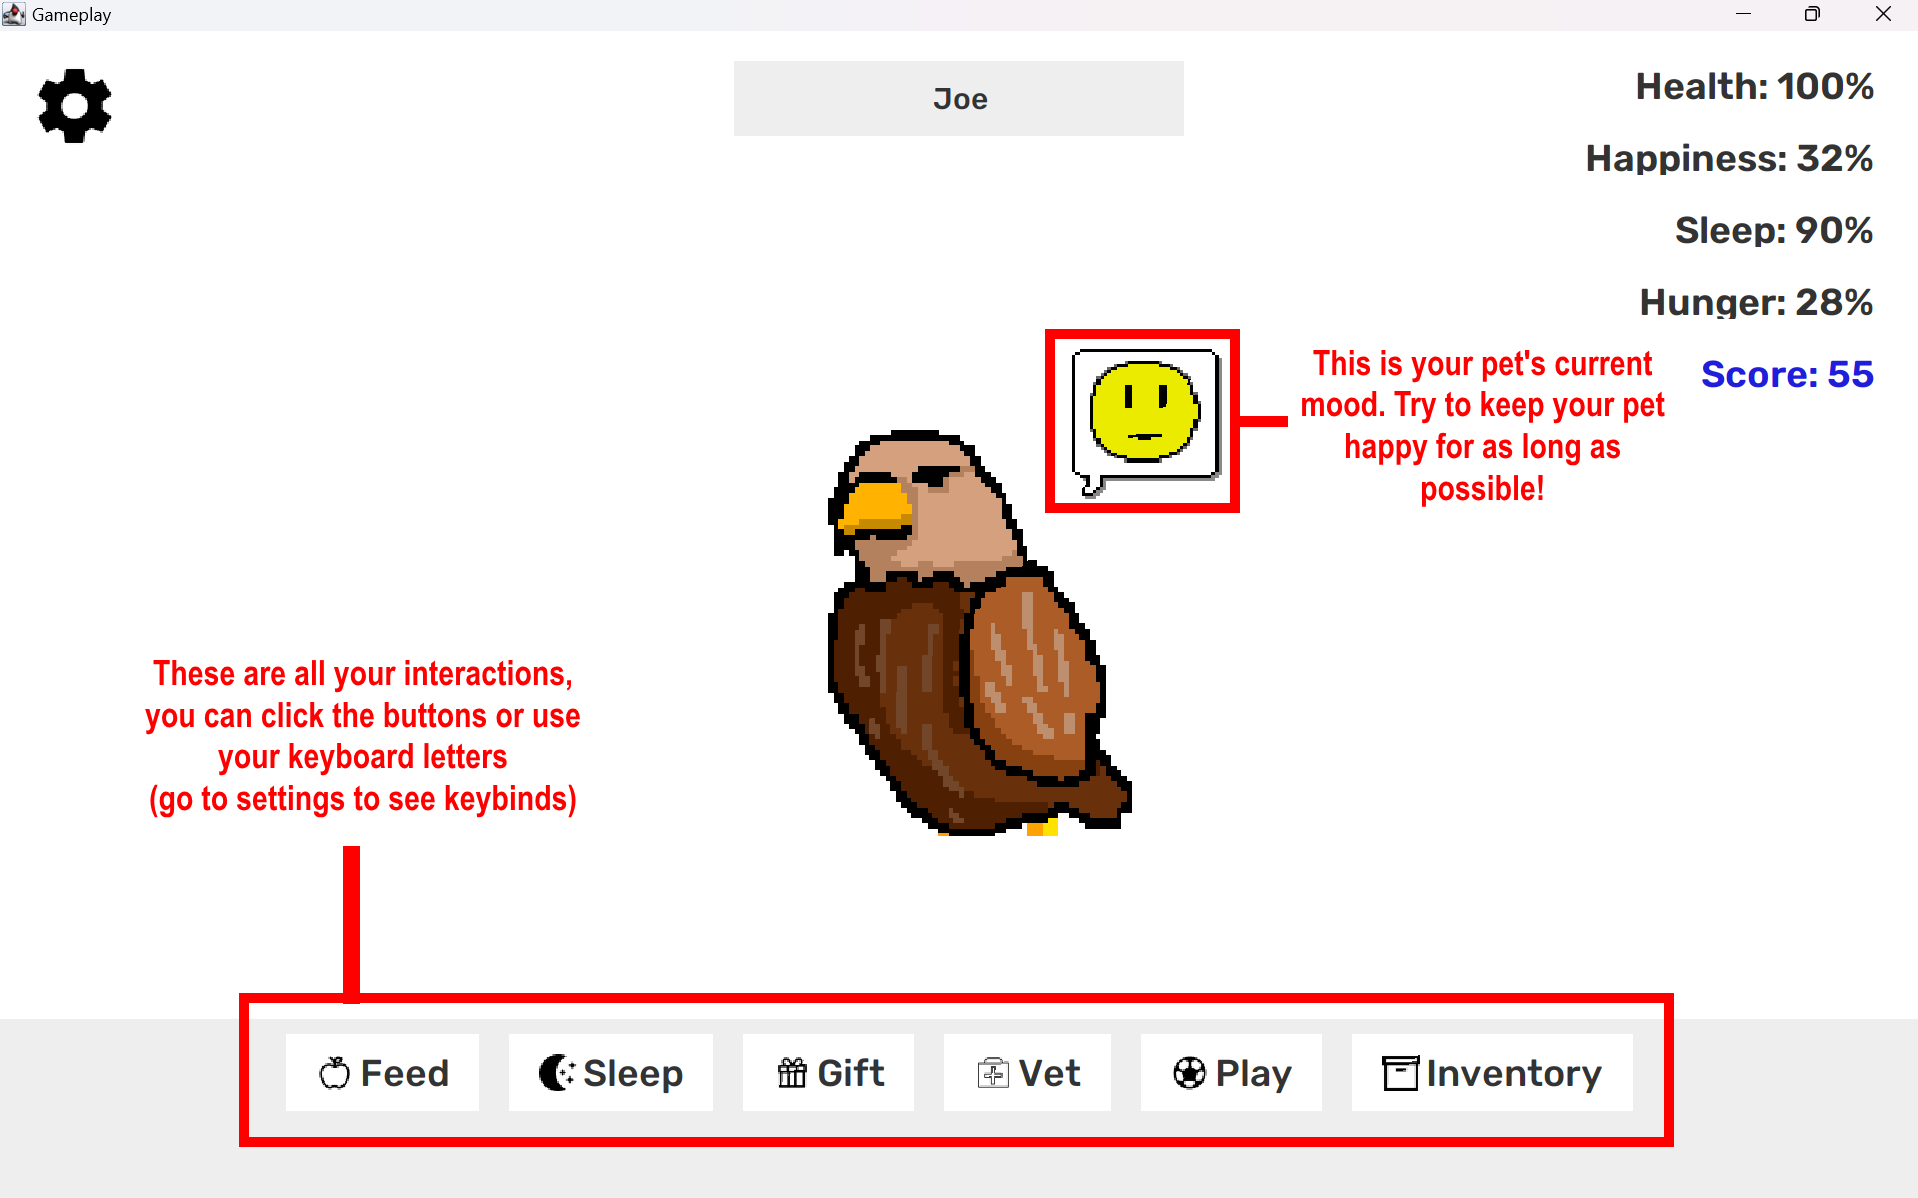 Gameplay
Joe
Health: 100%
Happiness: 32%
Sleep: 90%
Hunger: 28%
Score: 55
This is your pet's current
mood. Try to keep your pet
happy for as long as
possible!
These are all your interactions,
you can click the buttons or use
your keyboard letters
(go to settings to see keybinds)
Feed
Sleep
Gift
Vet
Play
Inventory